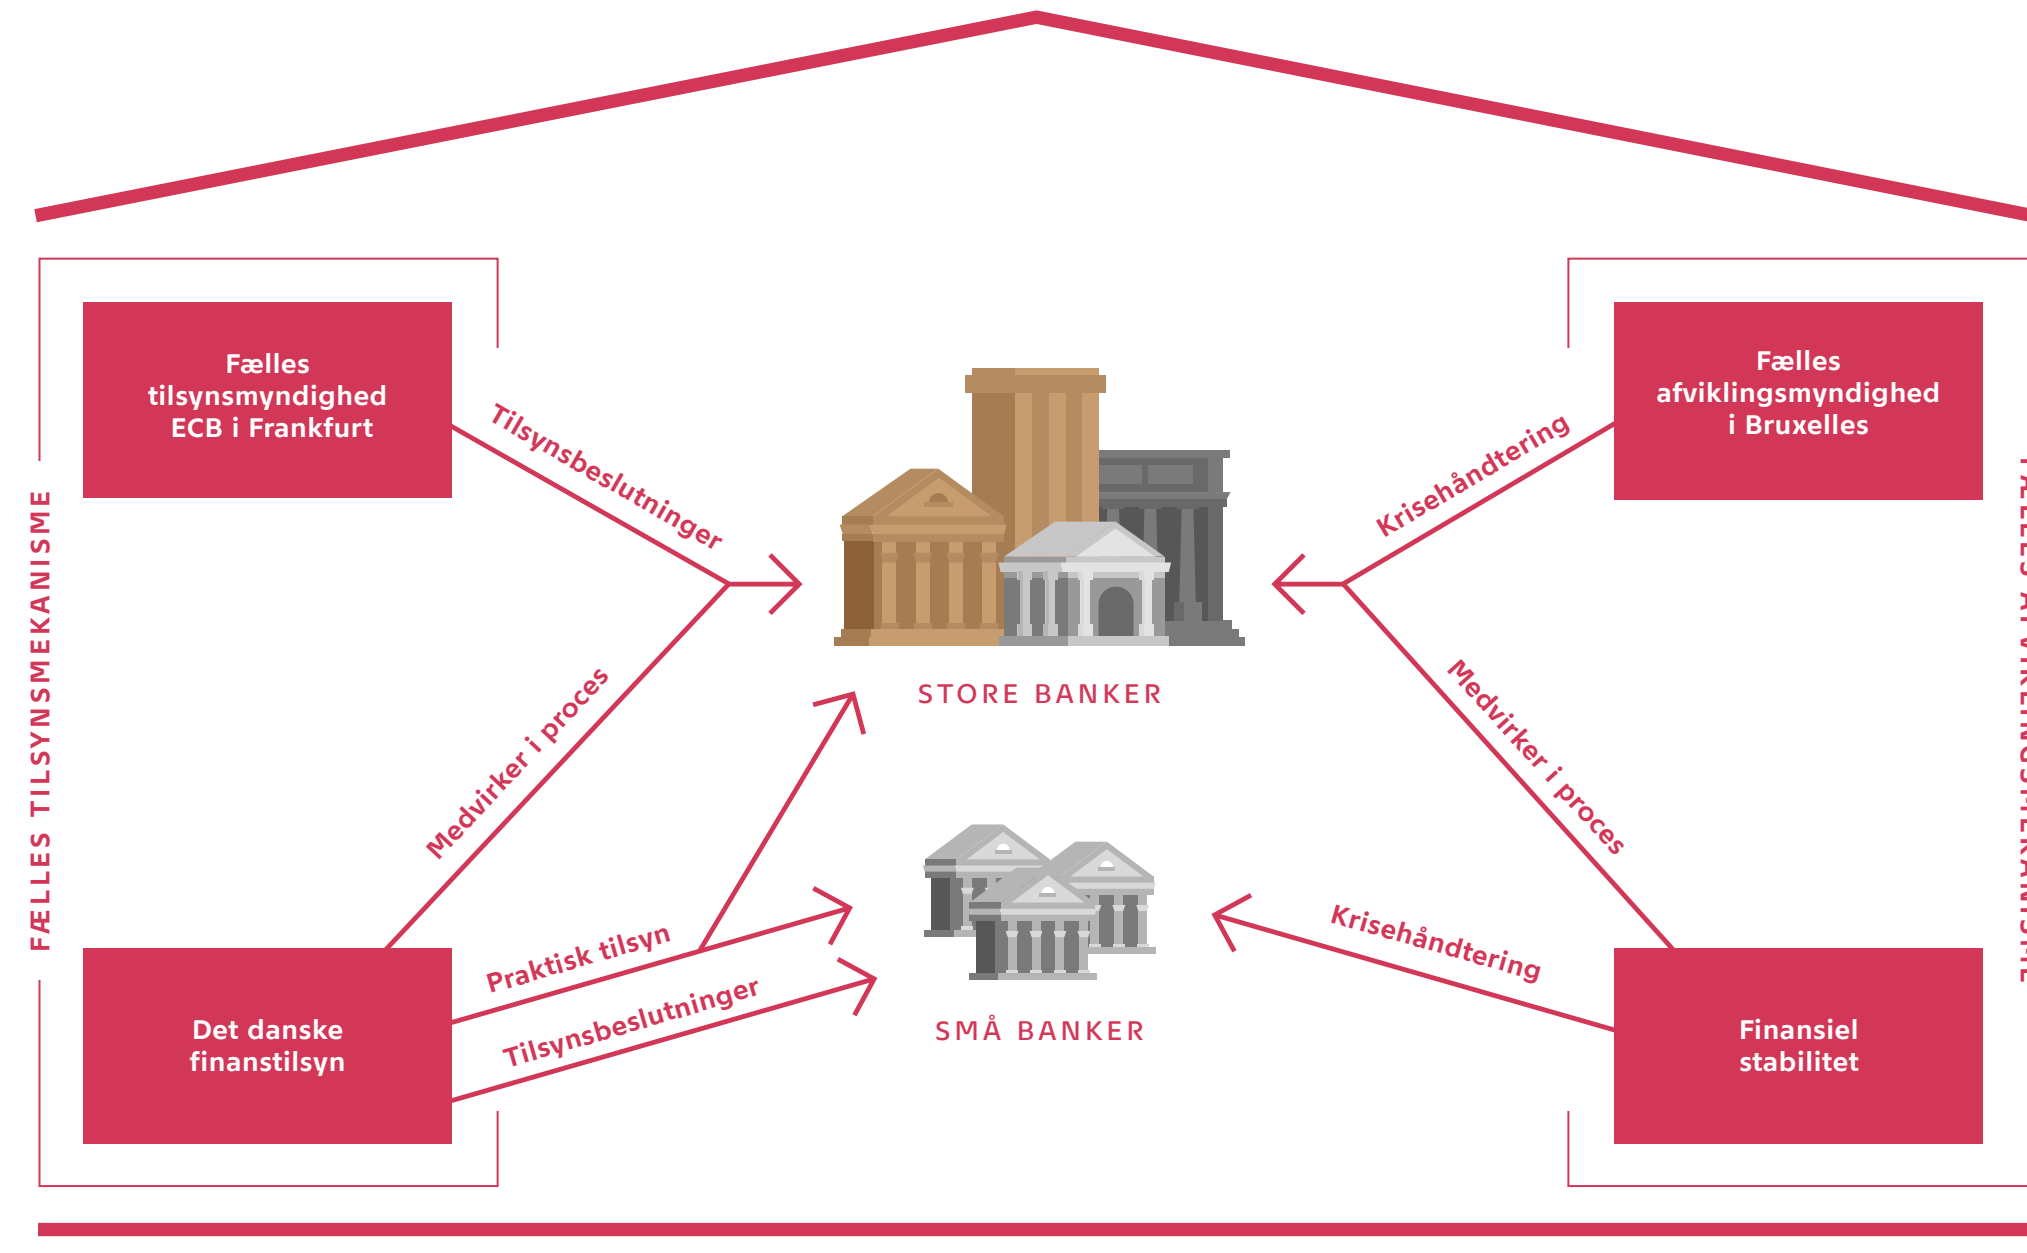 Fælles
tilsynsmyndighed
ECB i Frankfurt
Fælles
afviklingsmyndighed
i Bruxelles
Tilsynsbeslutninger
Krisehåndtering
FÆLLES TILSYNSMEKANISME
STORE BANKER
Medvirker i proces
Medvirker i proces
Praktisk tilsyn
Tilsynsbeslutninger
Krisehåndtering
SMÅ BANKER
Det danske
finanstilsyn
Finansiel
stabilitet